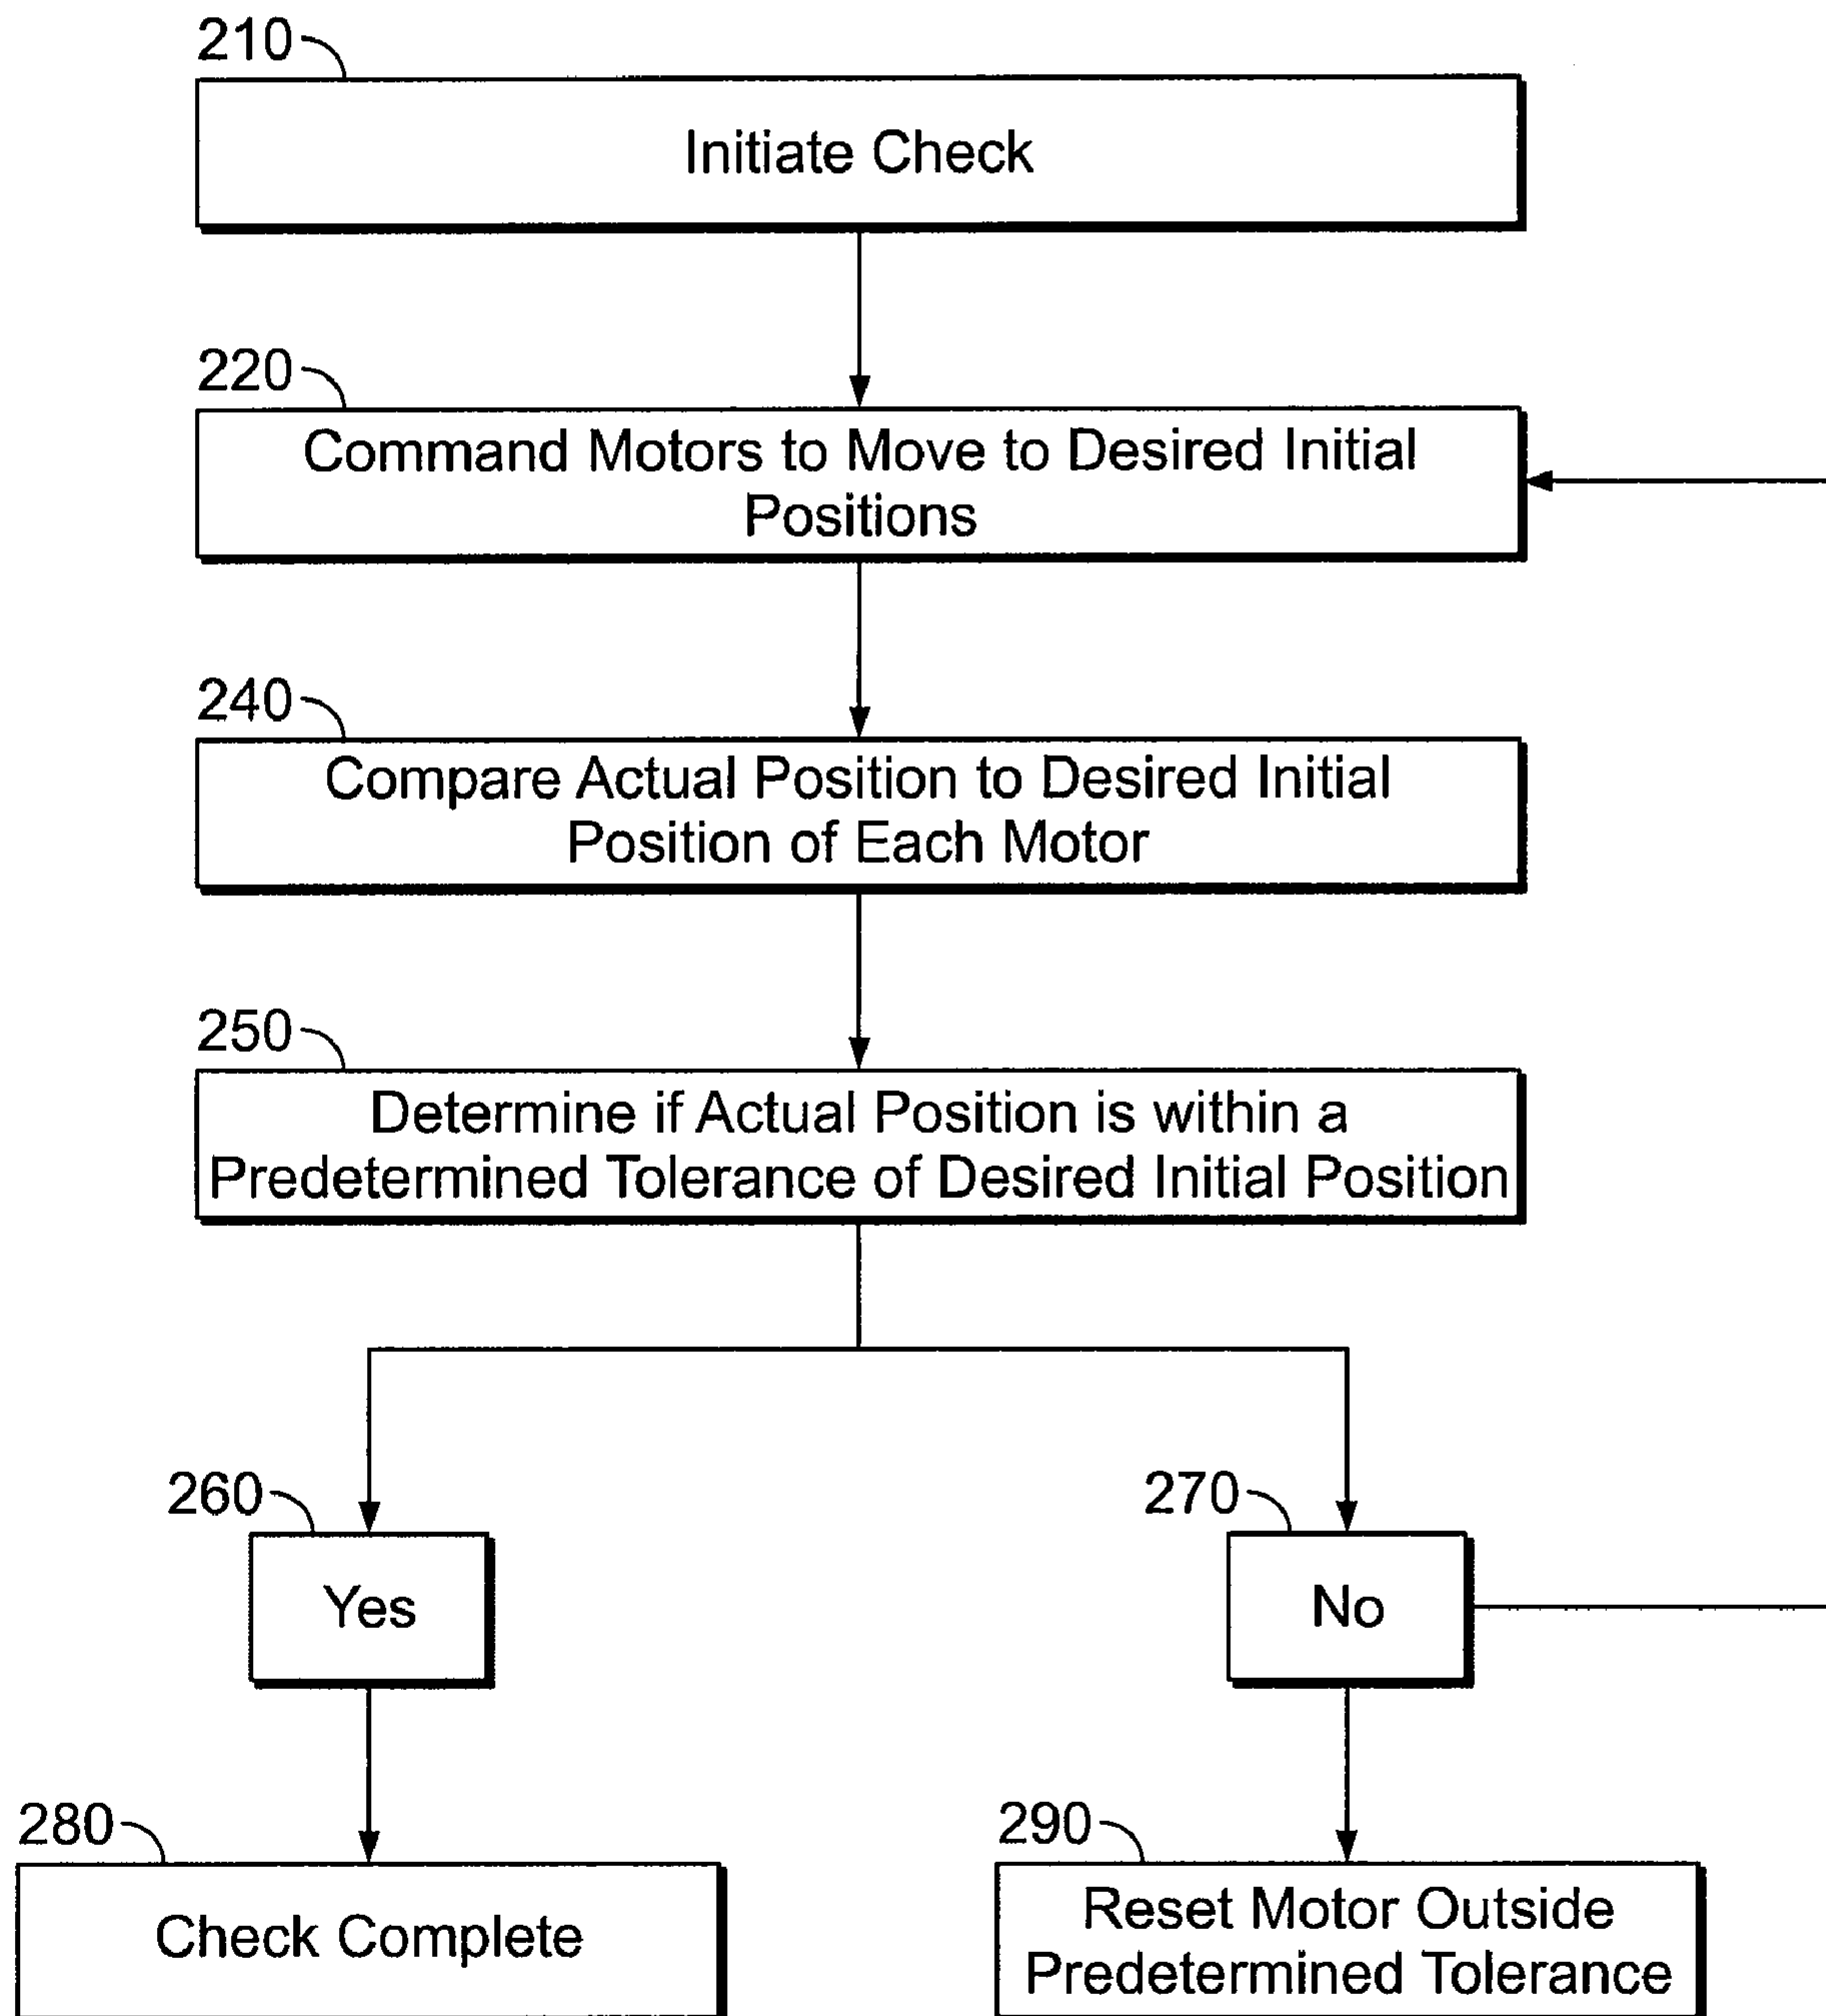 210
Initiate Check
220
Command Motors to Move to Desired Initial
Positions
240
Compare Actual Position to Desired Initial
Position of Each Motor
250
Determine if Actual Position is within a
Predetermined Tolerance of Desired Initial Position
260
Yes
270
No
280
Check Complete
290
Reset Motor Outside
Predetermined Tolerance